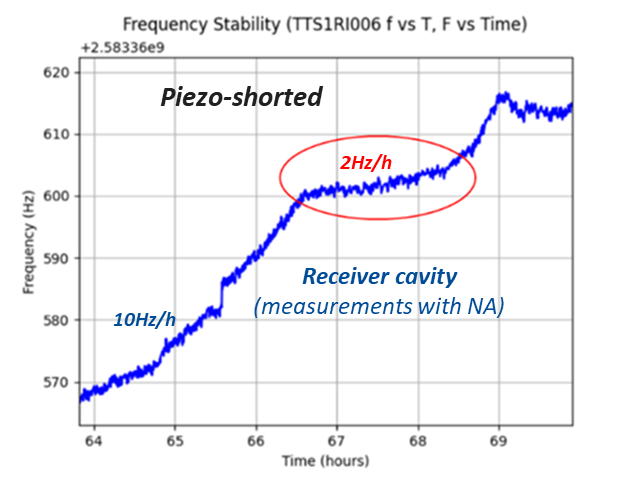 Frequency Stability (TTS1RI006 f vs T, F vs Time)
+2.58336e9
620
Piezo-shorted
610
2Hz/h
600
Frequency (Hz)
590
Receiver cavity
(measurements with NA)
10Hz/h
580
570
64 65 66 67 68 69
Time (hours)